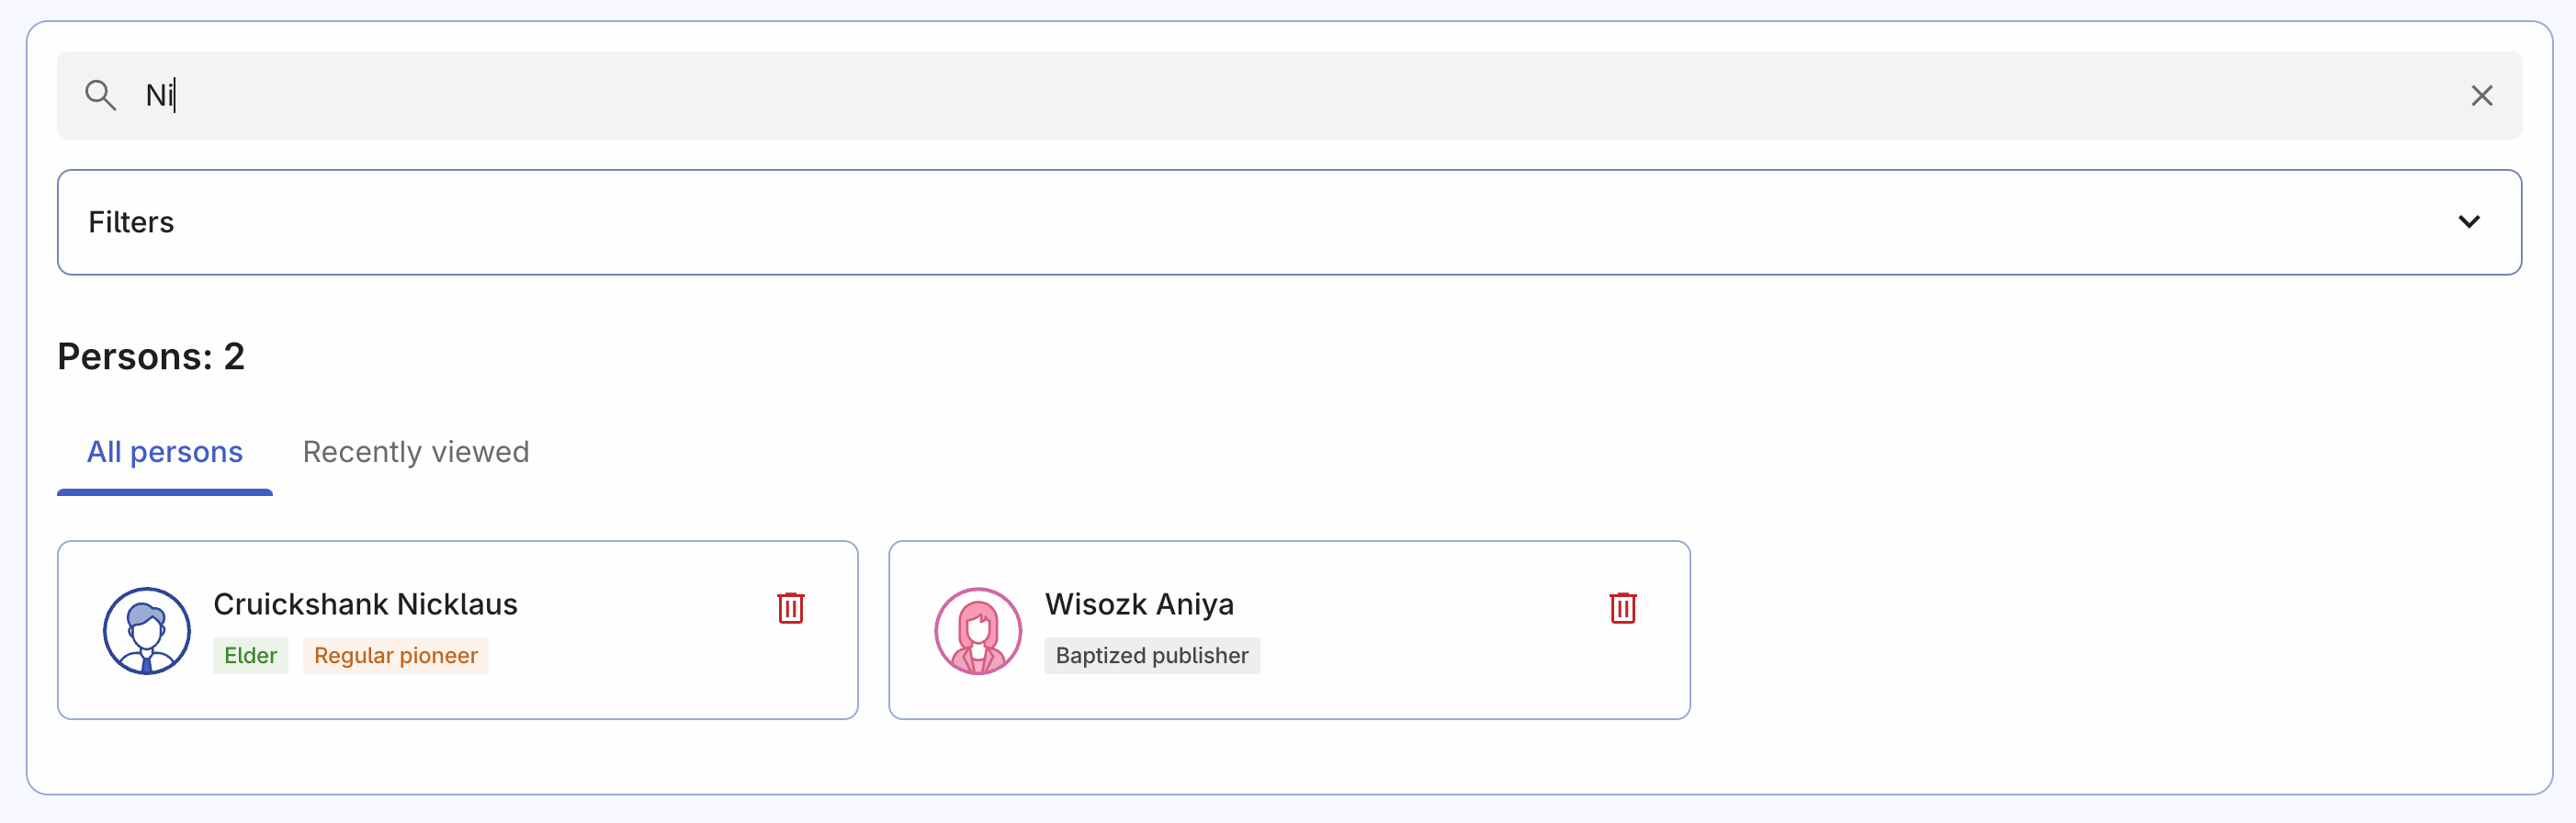 Ni
Filters
Persons: 2
All persons Recently viewed
Cruickshank Nicklaus
Elder Regular pioneer
Wisozk Aniya
Baptized publisher